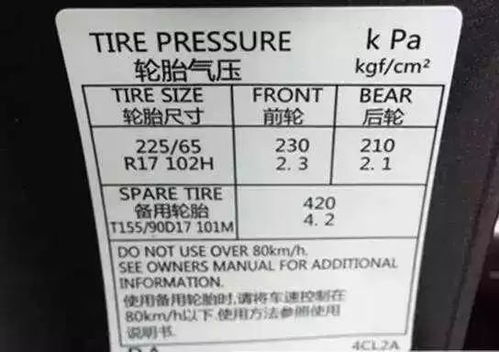 TIRE PRESSURE k Pa
轮胎气压 kgf/cm²
TIRE SIZE FRONT BEAR
轮胎尺寸 前轮 后轮
225/65 230 210
R17 102H 2.3 2.1
SPARE TIRE 420
备用轮胎 4.2
T155/90D17 101M
DO NOT USE OVER 80km/h.
SEE OWNERS MANUAL FOR ADDITIONAL
INFORMATION.
使用备用轮胎时,请将车速控制在
80km/h以下.使用方法参照使用
说明书.
4CL2A